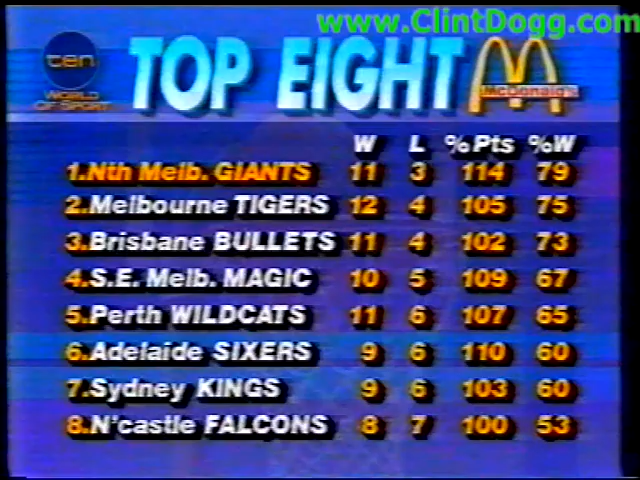 www.ClintDogg.com
ten
WORLD
OF SPORT
TOP EIGHT
McDonald's
W L %Pts %W
1.Nth Melb. GIANTS 11 3 114 79
2.Melbourne TIGERS 12 4 105 75
3.Brisbane BULLETS 11 4 102 73
4.S.E. Melb. MAGIC 10 5 109 67
5.Perth WILDCATS 11 6 107 65
6.Adelaide SIXERS 9 6 110 60
7.Sydney KINGS 9 6 103 60
8.N'castle FALCONS 8 7 100 53